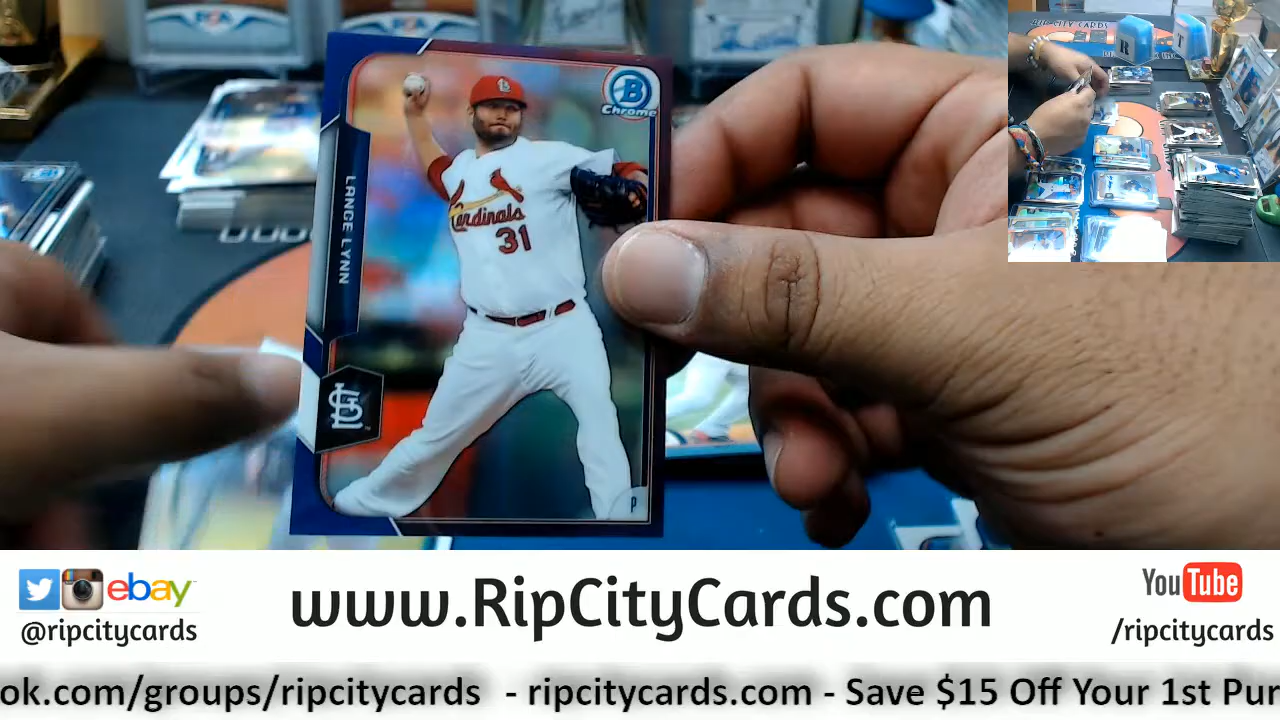 B
Chrome
LANCE LYNN
Cardinals
31
STL
P
R
T
ebay
@ripcitycards
www.RipCityCards.com
YouTube
/ripcitycards
ok.com/groups/ripcitycards - ripcitycards.com - Save $15 Off Your 1st Pur